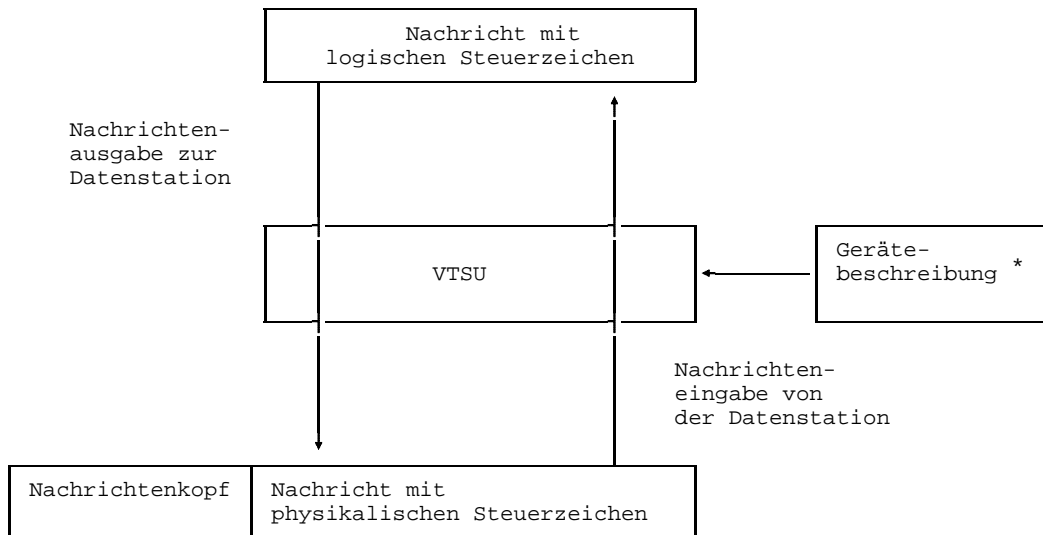 Nachricht mit
logischen Steuerzeichen
Nachrichten-
ausgabe zur
Datenstation
VTSU
Geräte-
beschreibung *
Nachrichten-
eingabe von
der Datenstation
Nachrichtenkopf
Nachricht mit
physikalischen Steuerzeichen